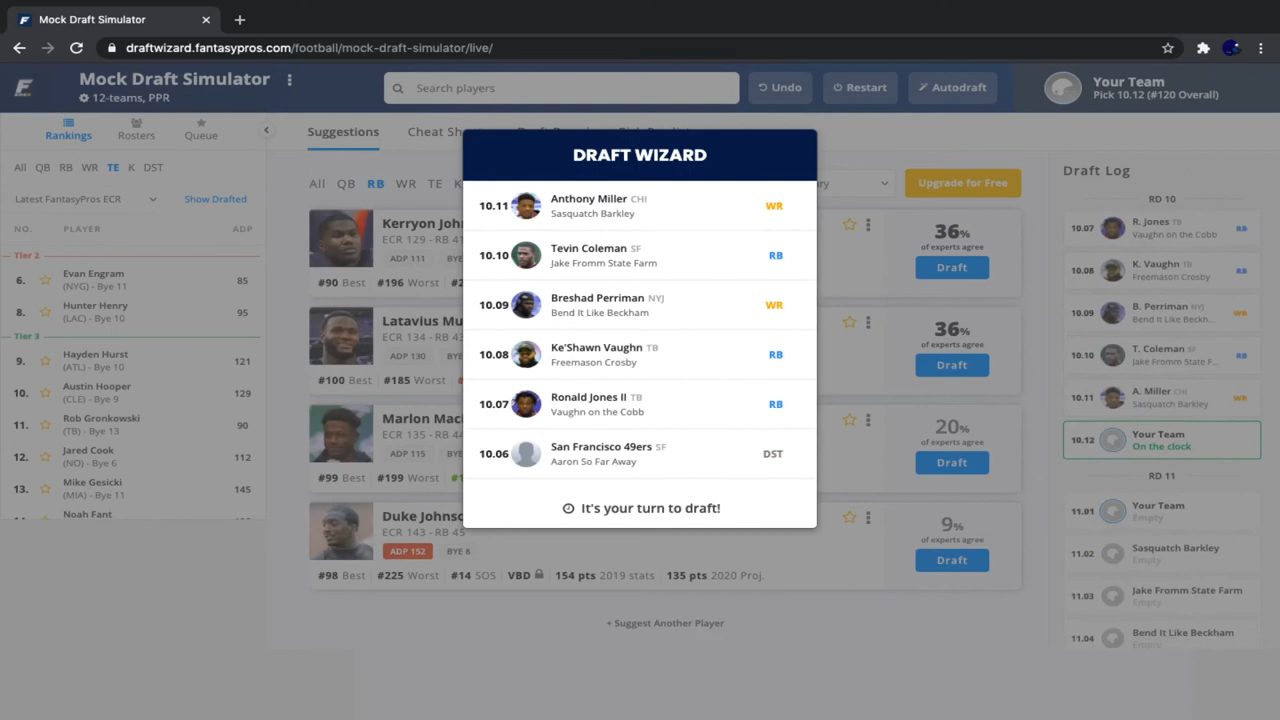 Mock Draft Simulator
draftwizard.fantasypros.com/football/mock-draft-simulator/live/
Mock Draft Simulator
12-teams, PPR
Search players
Undo
Restart
Autodraft
Your Team
Pick 10.12 (#120 Overall)
Rankings
Rosters
Queue
All QB RB WR TE K DST
Latest FantasyPros ECR
Show Drafted
NO. PLAYER ADP
Tier 2
6. Evan Engram 85
(NYG) - Bye 11
8. Hunter Henry 95
(LAC) - Bye 10
Tier 3
9. Hayden Hurst 121
(ATL) - Bye 10
10. Austin Hooper 129
(CLE) - Bye 9
11. Rob Gronkowski 90
(TB) - Bye 13
12. Jared Cook 112
(NO) - Bye 6
13. Mike Gesicki 145
(MIA) - Bye 11
Noah Fant
Suggestions
Cheat
All QB RB WR TE K
Upgrade for Free
Kerryon
ECR 129 - RB
ADP 111
#90 Best #196 Worst
36%
of experts agree
Draft
Latavius
ECR 134 - RB
ADP 130
#100 Best #185 Worst
36%
of experts agree
Draft
Marlon
ECR 135 - RB
ADP 115
#99 Best #199 Worst
20%
of experts agree
Draft
Duke
ECR 143 - RB 45
ADP 152 BYE 8
#98 Best #225 Worst #14 SOS VBD 154 pts 2019 stats 135 pts 2020 Proj.
9%
of experts agree
Draft
+ Suggest Another Player
DRAFT WIZARD
10.11 Anthony Miller CHI WR
Sasquatch Barkley
10.10 Tevin Coleman SF RB
Jake Fromm State Farm
10.09 Breshad Perriman NYJ WR
Bend It Like Beckham
10.08 Ke'Shawn Vaughn TB RB
Freemason Crosby
10.07 Ronald Jones II TB RB
Vaughn on the Cobb
10.06 San Francisco 49ers SF DST
Aaron So Far Away
It's your turn to draft!
Draft Log
RD 10
10.07 R. Jones TB RB
Vaughn on the Cobb
10.08 K. Vaughn TB RB
Freemason Crosby
10.09 B. Perriman NYJ WR
Bend It Like Beckh...
10.10 T. Coleman SF RB
Jake Fromm State F...
10.11 A. Miller CHI WR
Sasquatch Barkley
10.12 Your Team
On the clock
RD 11
11.01 Your Team
Empty
11.02 Sasquatch Barkley
Empty
11.03 Jake Fromm State Farm
Empty
11.04 Bend It Like Beckham
Empty